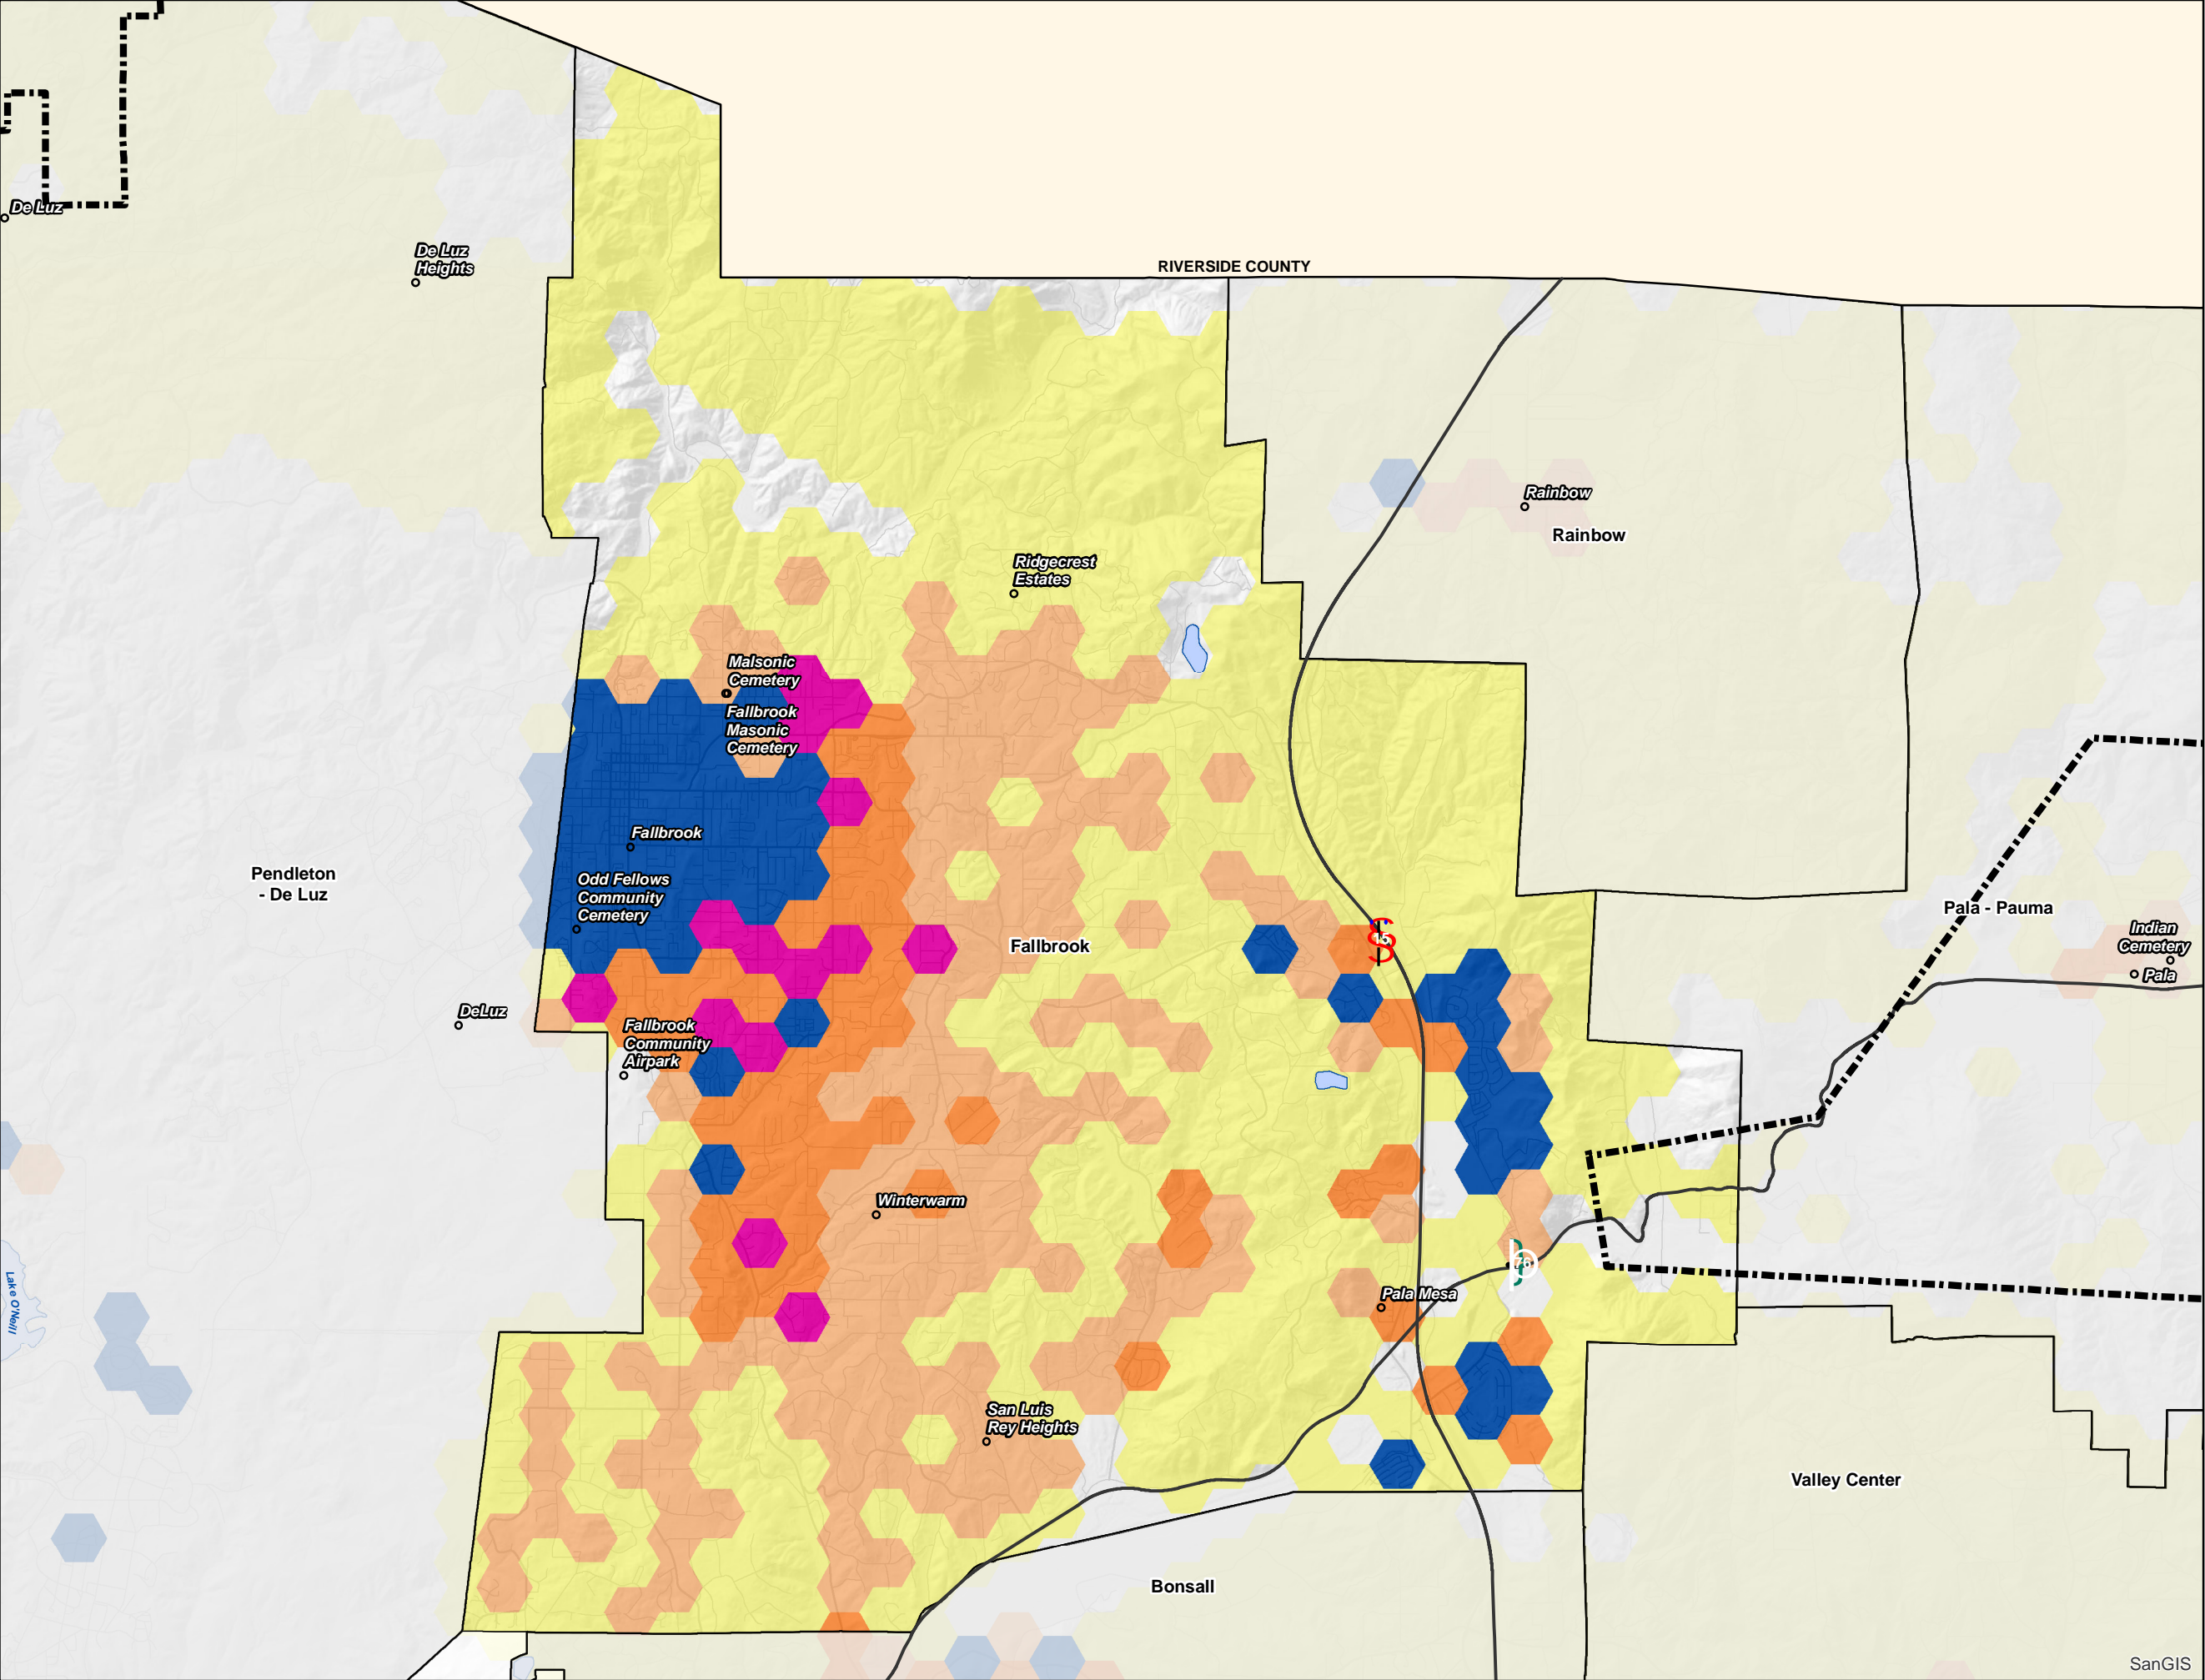 De Luz
De Luz
Heights
RIVERSIDE COUNTY
Rainbow
Rainbow
Ridgecrest
Estates
Malsonic
Cemetery
Fallbrook
Masonic
Cemetery
Fallbrook
Pendleton
- De Luz
Odd Fellows
Community
Cemetery
Fallbrook
Pala - Pauma
Indian
Cemetery
Pala
DeLuz
Fallbrook
Community
Airpark
Winterwarm
Lake O'Neill
Pala Mesa
San Luis
Rey Heights
Valley Center
Bonsall
SanGIS